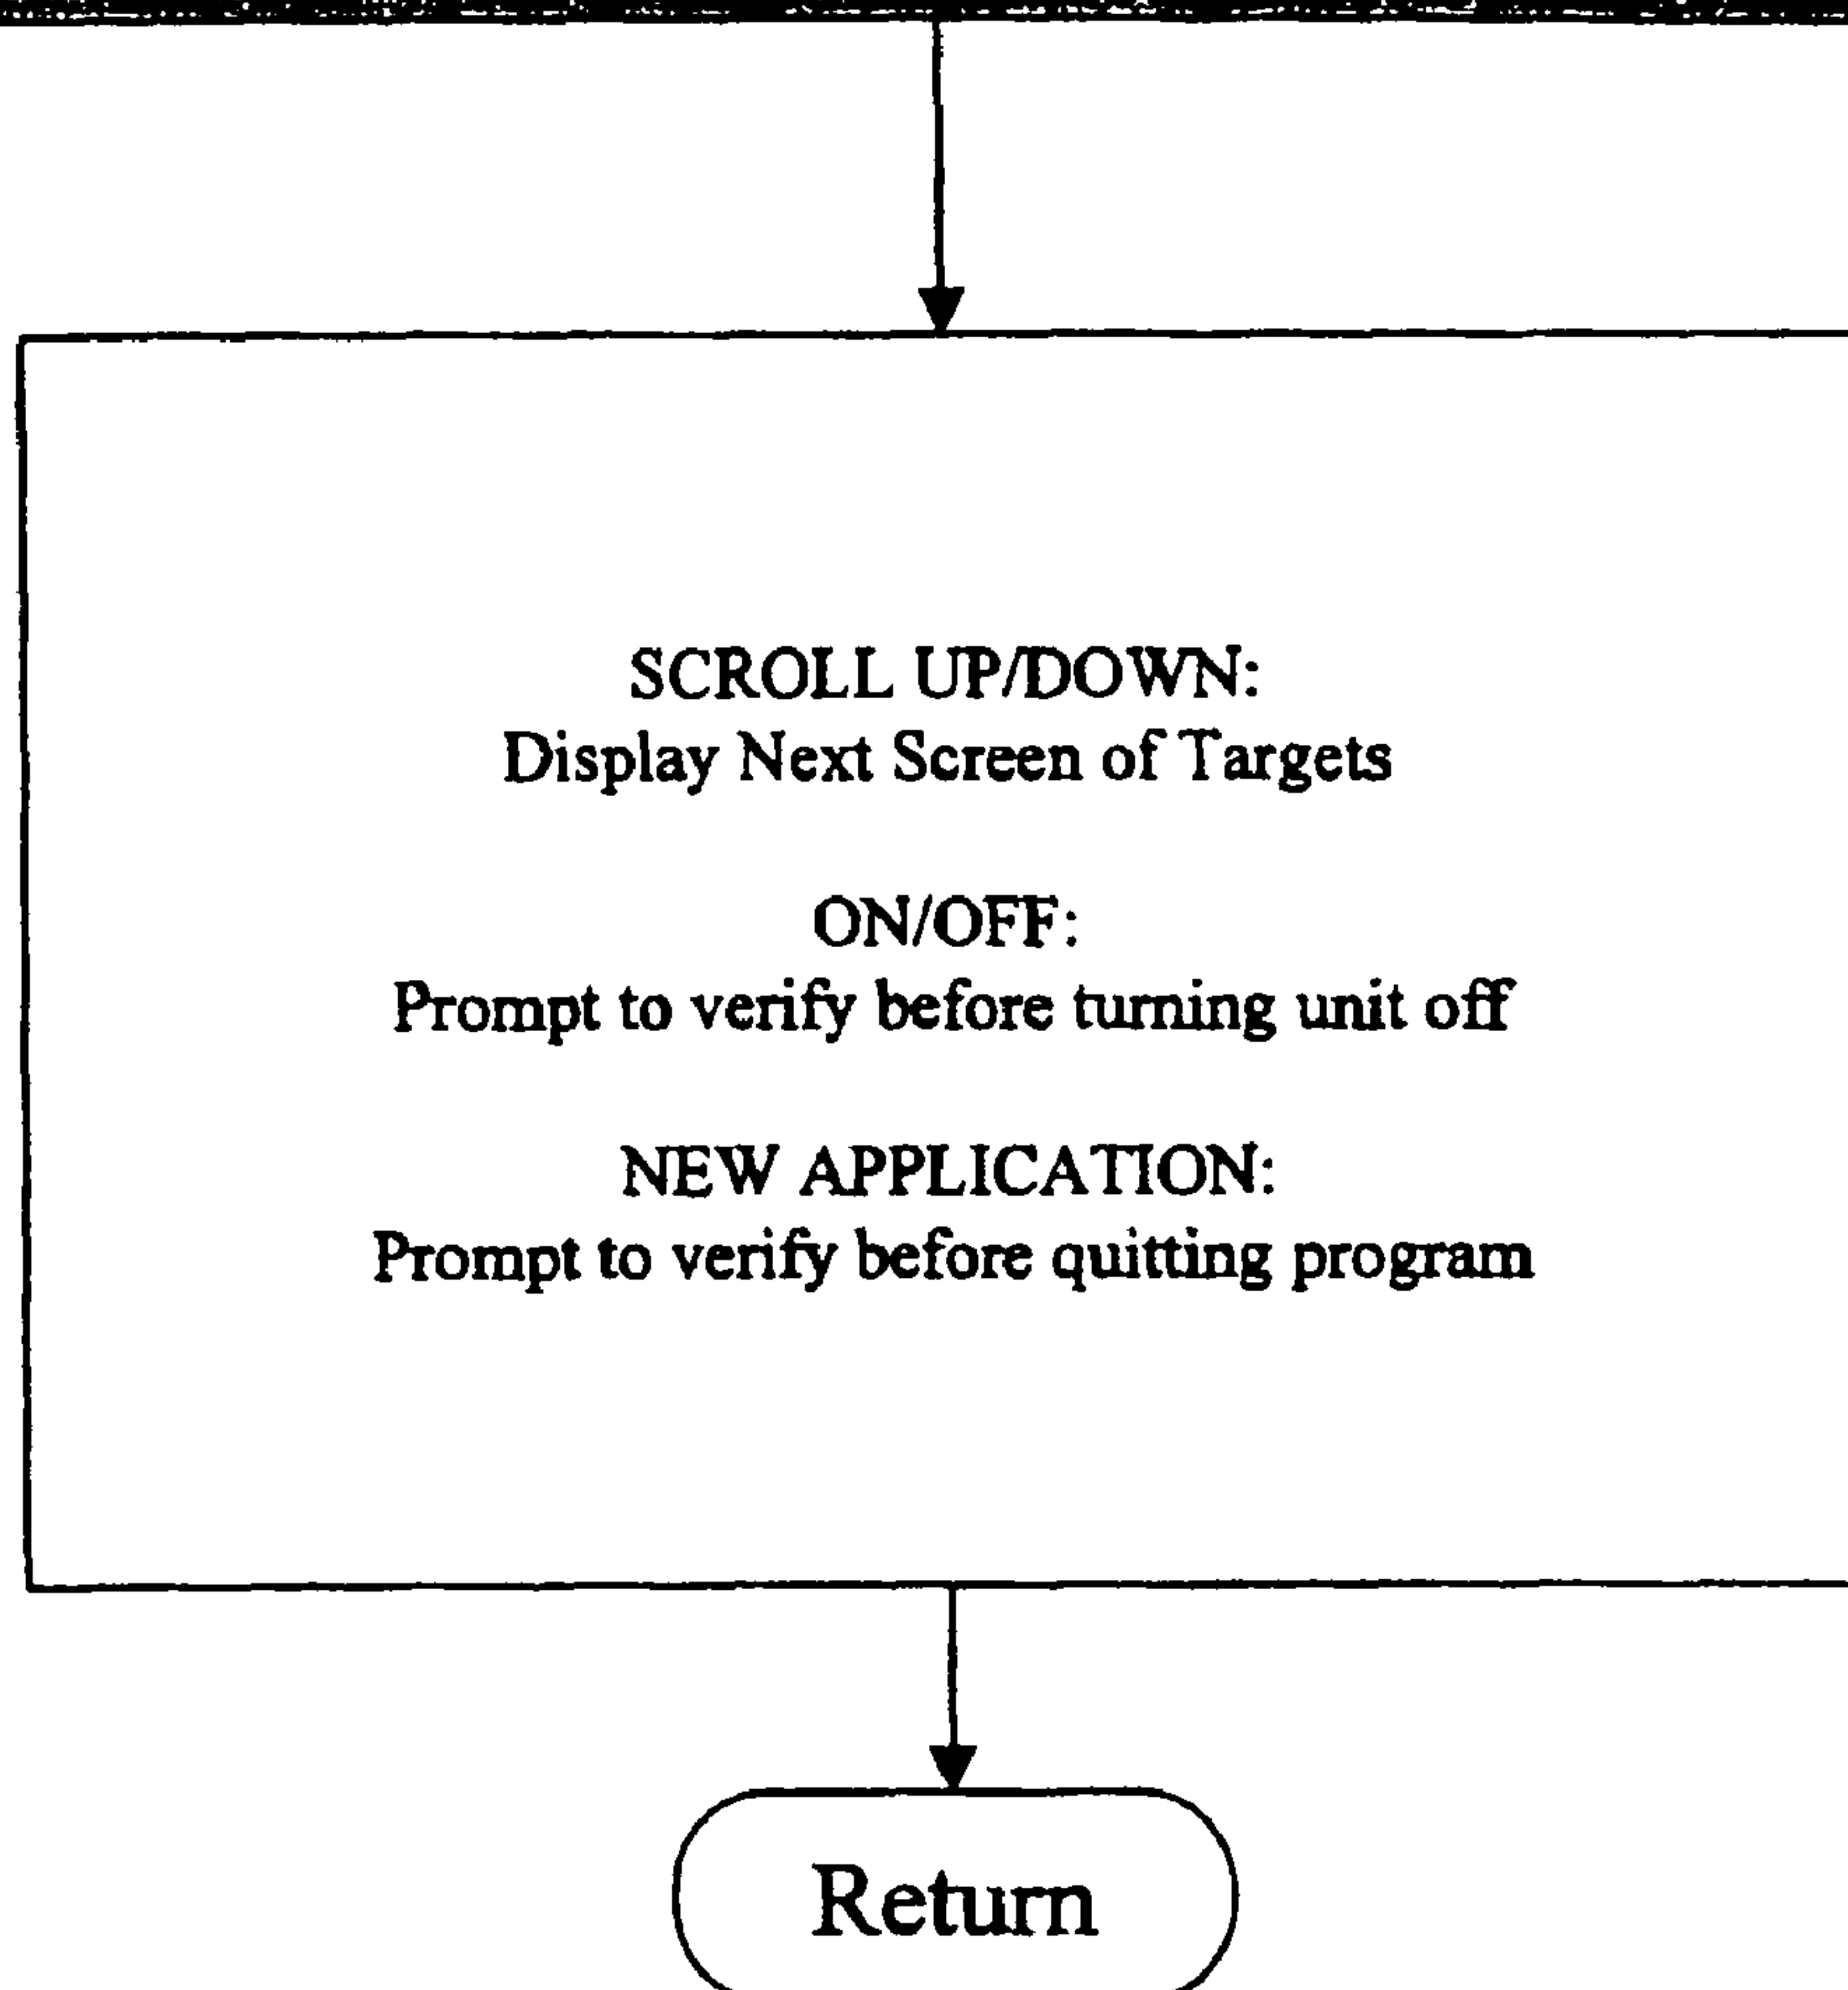 SCROLL UP/DOWN:
Display Next Screen of Targets
ON/OFF:
Prompt to verify before turning unit off
NEW APPLICATION:
Prompt to verify before quitting program
Return